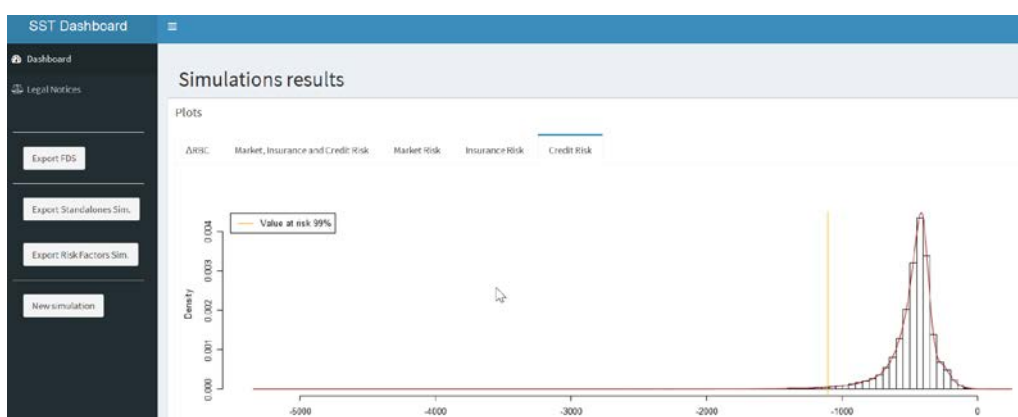 SST Dashboard
Dashboard
Legal Notices
Export FDS
Export Standalones Sim.
Export Risk Factors Sim.
New simulation
Simulations results
Plots
ΔRBC
Market, Insurance and Credit Risk
Market Risk
Insurance Risk
Credit Risk
Value at risk 99%
Density
0.004
0.003
0.002
0.001
0.000
-5000
-4000
-3000
-2000
-1000
0